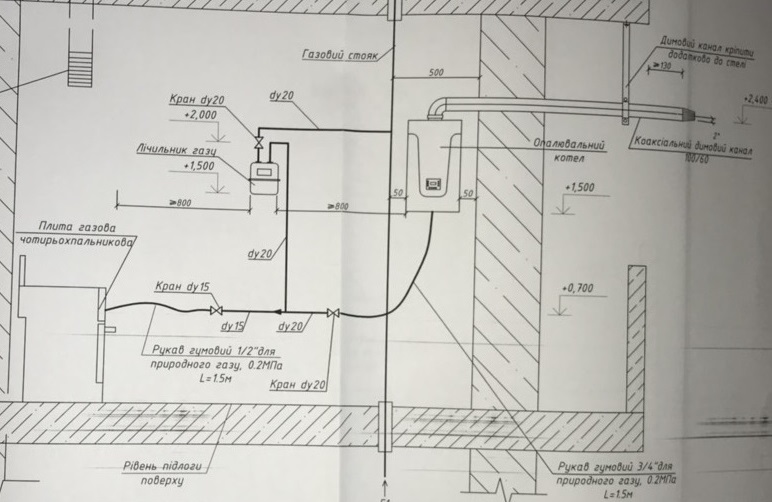 Газовий стояк
Димовий канал кріпити
додатково до стелі
≥130
500
dy20
Кран dy20
+2,000
+2,400
2°
Лічильник газу
Опалювальний
котел
Коаксіальний димовий канал
100/60
+1,500
50
50
+1,500
≥800
≥800
Плита газова
чотирьохпальникова
dy20
Кран dy15
+0,700
dy15
dy20
Рукав гумовий 1/2"для
природного газу, 0.2МПа
L=1.5м
Кран dy20
Рівень підлоги
поверху
Рукав гумовий 3/4"для
природного газу, 0.2МПа
L=1.5м